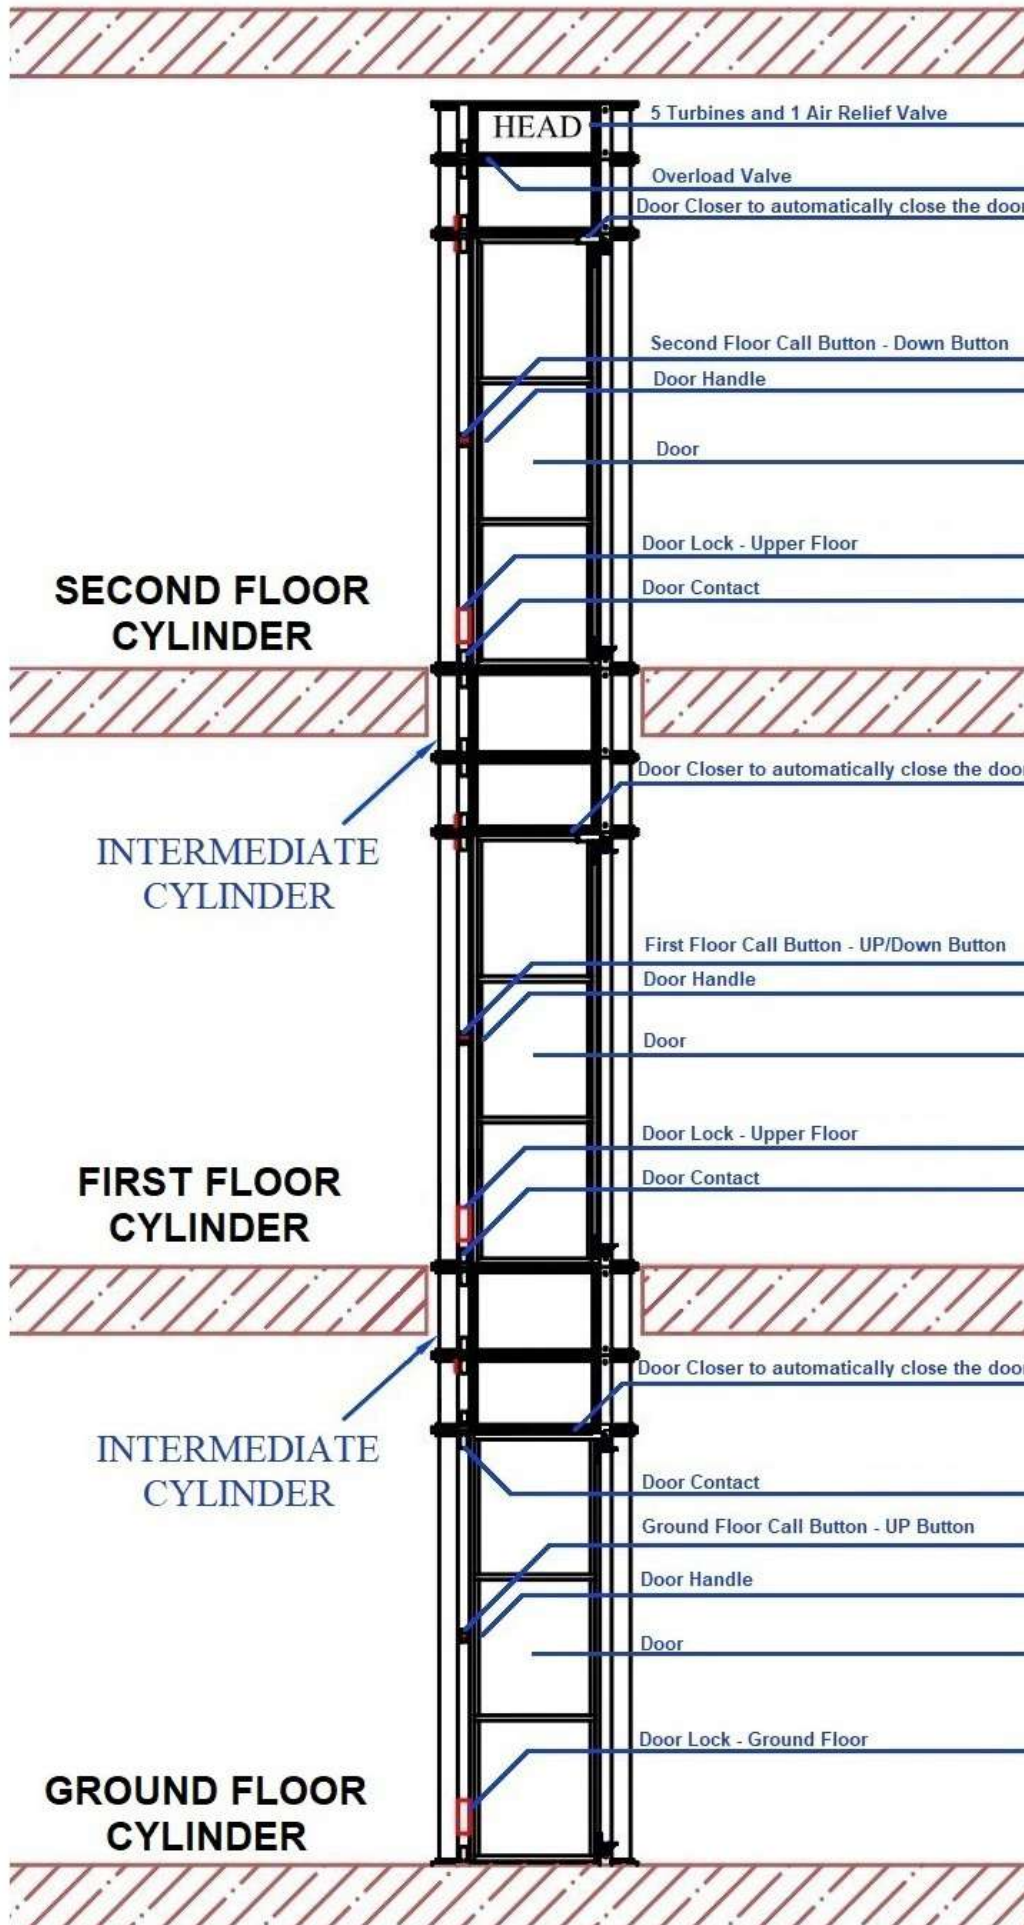 HEAD
5 Turbines and 1 Air Relief Valve
Overload Valve
Door Closer to automatically close the door
Second Floor Call Button - Down Button
Door Handle
Door
Door Lock - Upper Floor
Door Contact
SECOND FLOOR
CYLINDER
Door Closer to automatically close the door
INTERMEDIATE
CYLINDER
First Floor Call Button - UP/Down Button
Door Handle
Door
Door Lock - Upper Floor
Door Contact
FIRST FLOOR
CYLINDER
Door Closer to automatically close the door
INTERMEDIATE
CYLINDER
Door Contact
Ground Floor Call Button - UP Button
Door Handle
Door
Door Lock - Ground Floor
GROUND FLOOR
CYLINDER